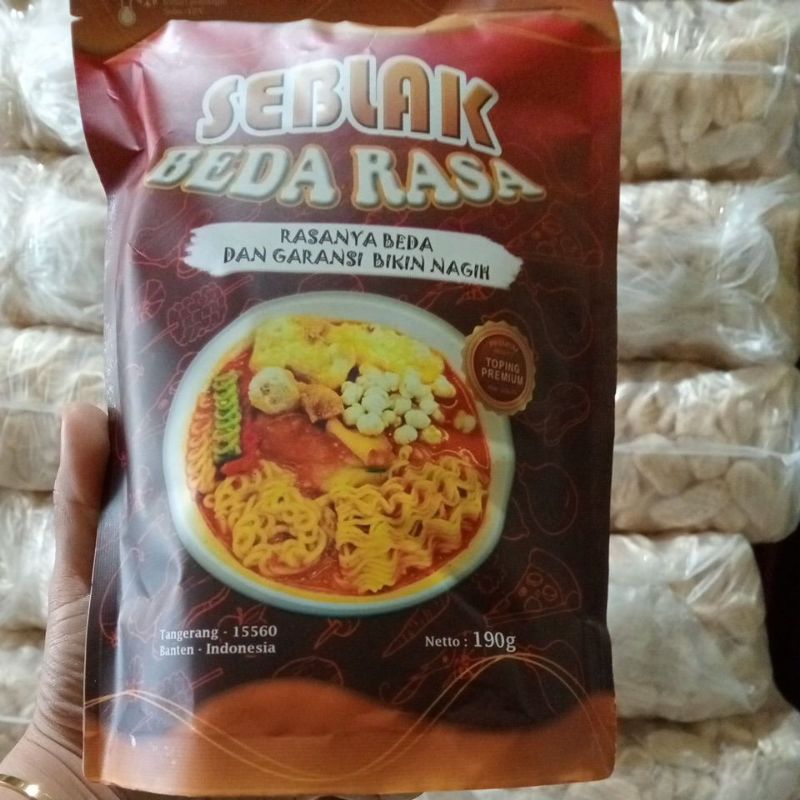 SEBLAK
BEDA RASA
RASANYA BEDA
DAN GARANSI BIKIN NAGIH
TOPING
PREMIUM
Tangerang - 15560
Banten - Indonesia
Netto : 190g